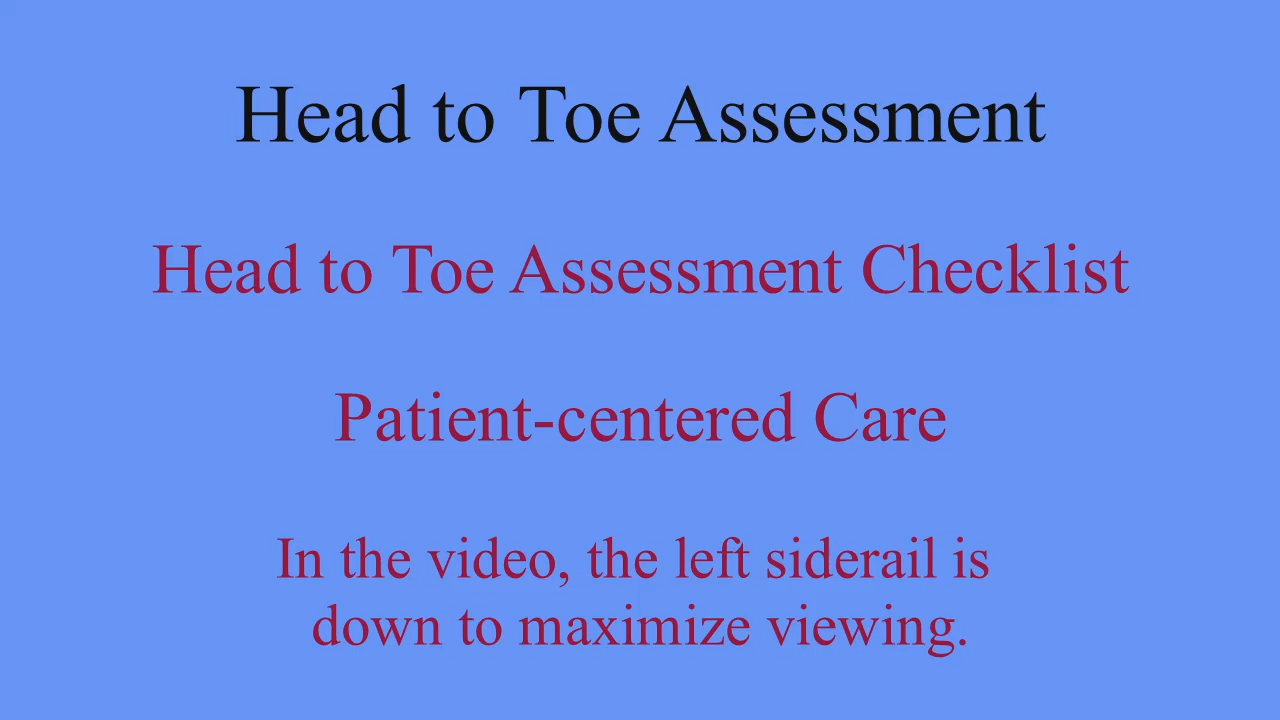 Head to Toe Assessment
Head to Toe Assessment Checklist
Patient-centered Care
In the video, the left siderail is
down to maximize viewing.